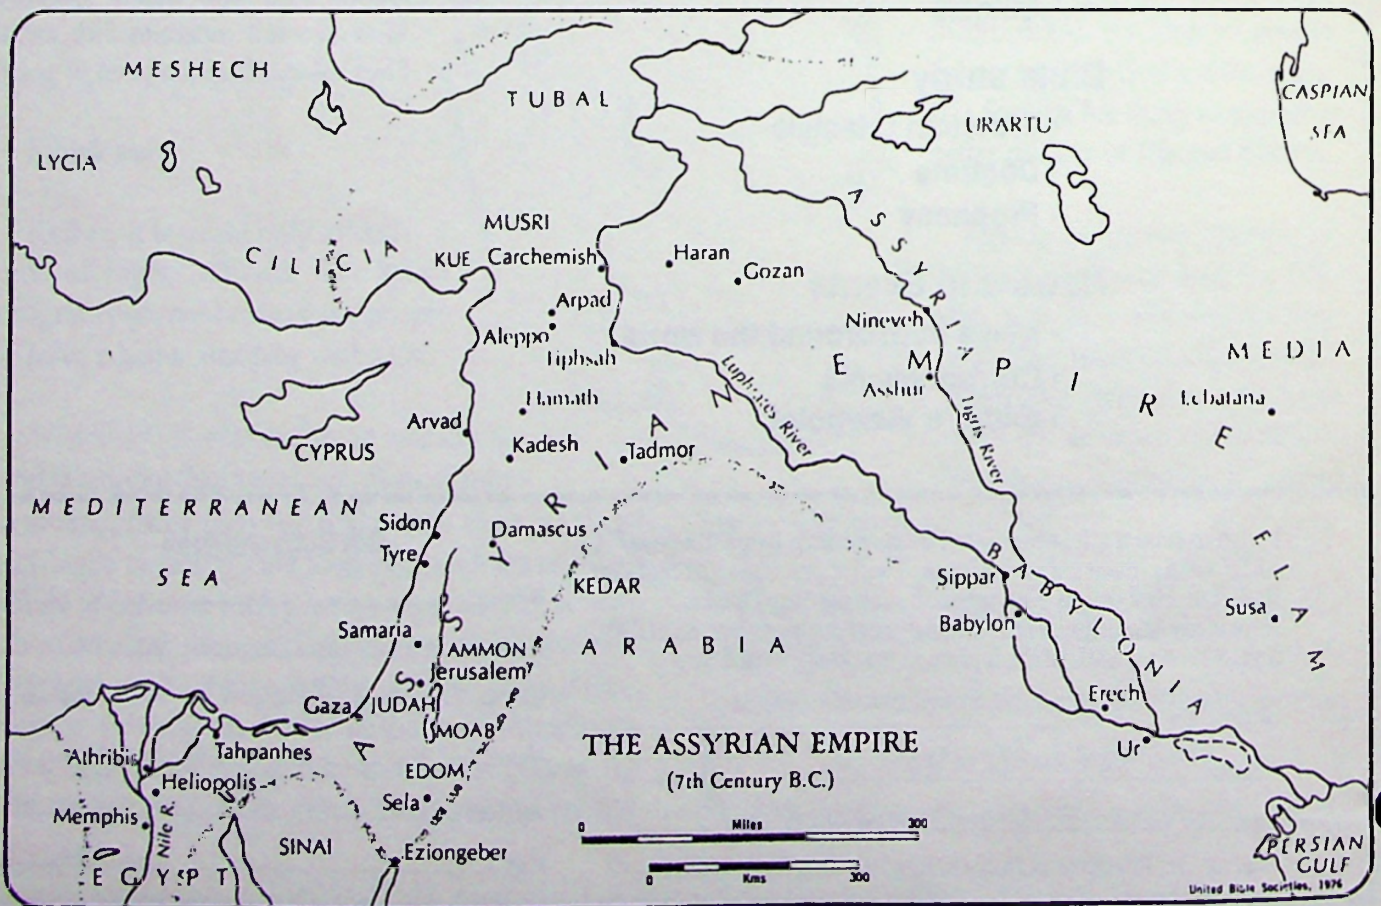 MESHECH
TUBAL
CASPIAN
SEA
URARTU
LYCIA
MUSRI
CILICIA
KUE
Carchemish
Haran
Gozan
Arpad
Aleppo
Tiphsah
Nineveh
ASSYRIAN
EMPIRE
MEDIA
Asshur
Ecbatana
Euphrates River
Tigris River
Hamath
Arvad
Kadesh
Tadmor
CYPRUS
MEDITERRANEAN
SEA
Sidon
Tyre
Damascus
ASSYRIAN
KEDAR
BABYLONIA
Sippar
Babylon
ELAM
Susa
Samaria
AMMON
ARABIA
Jerusalem
Gaza
JUDAH
MOAB
Erech
Ur
THE ASSYRIAN EMPIRE
(7th Century B.C.)
Athribis
Tahpanhes
Heliopolis
EDOM
Sela
Memphis
Nile R.
SINAI
Eziongeber
EGYPT
0 Miles 300
0 Kms 300
PERSIAN
GULF
United Bible Societies, 1976